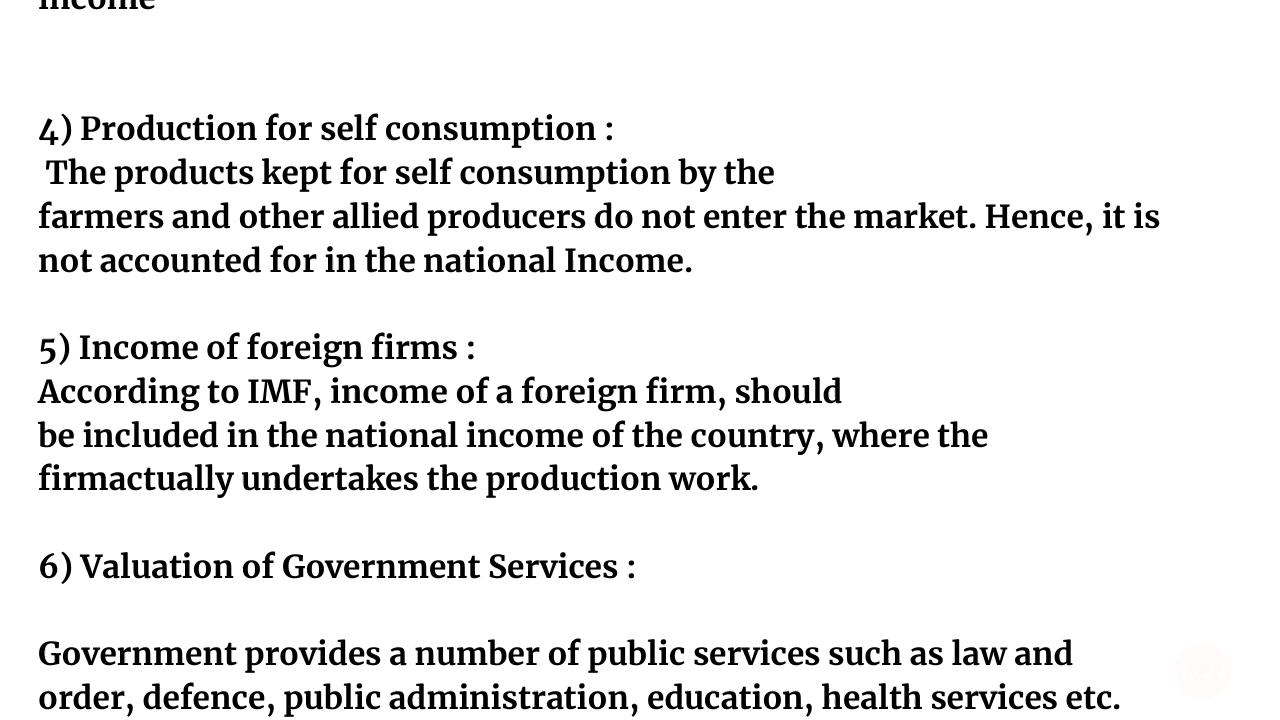 income
4) Production for self consumption :
The products kept for self consumption by the
farmers and other allied producers do not enter the market. Hence, it is
not accounted for in the national Income.
5) Income of foreign firms :
According to IMF, income of a foreign firm, should
be included in the national income of the country, where the
firmactually undertakes the production work.
6) Valuation of Government Services :
Government provides a number of public services such as law and
order, defence, public administration, education, health services etc.